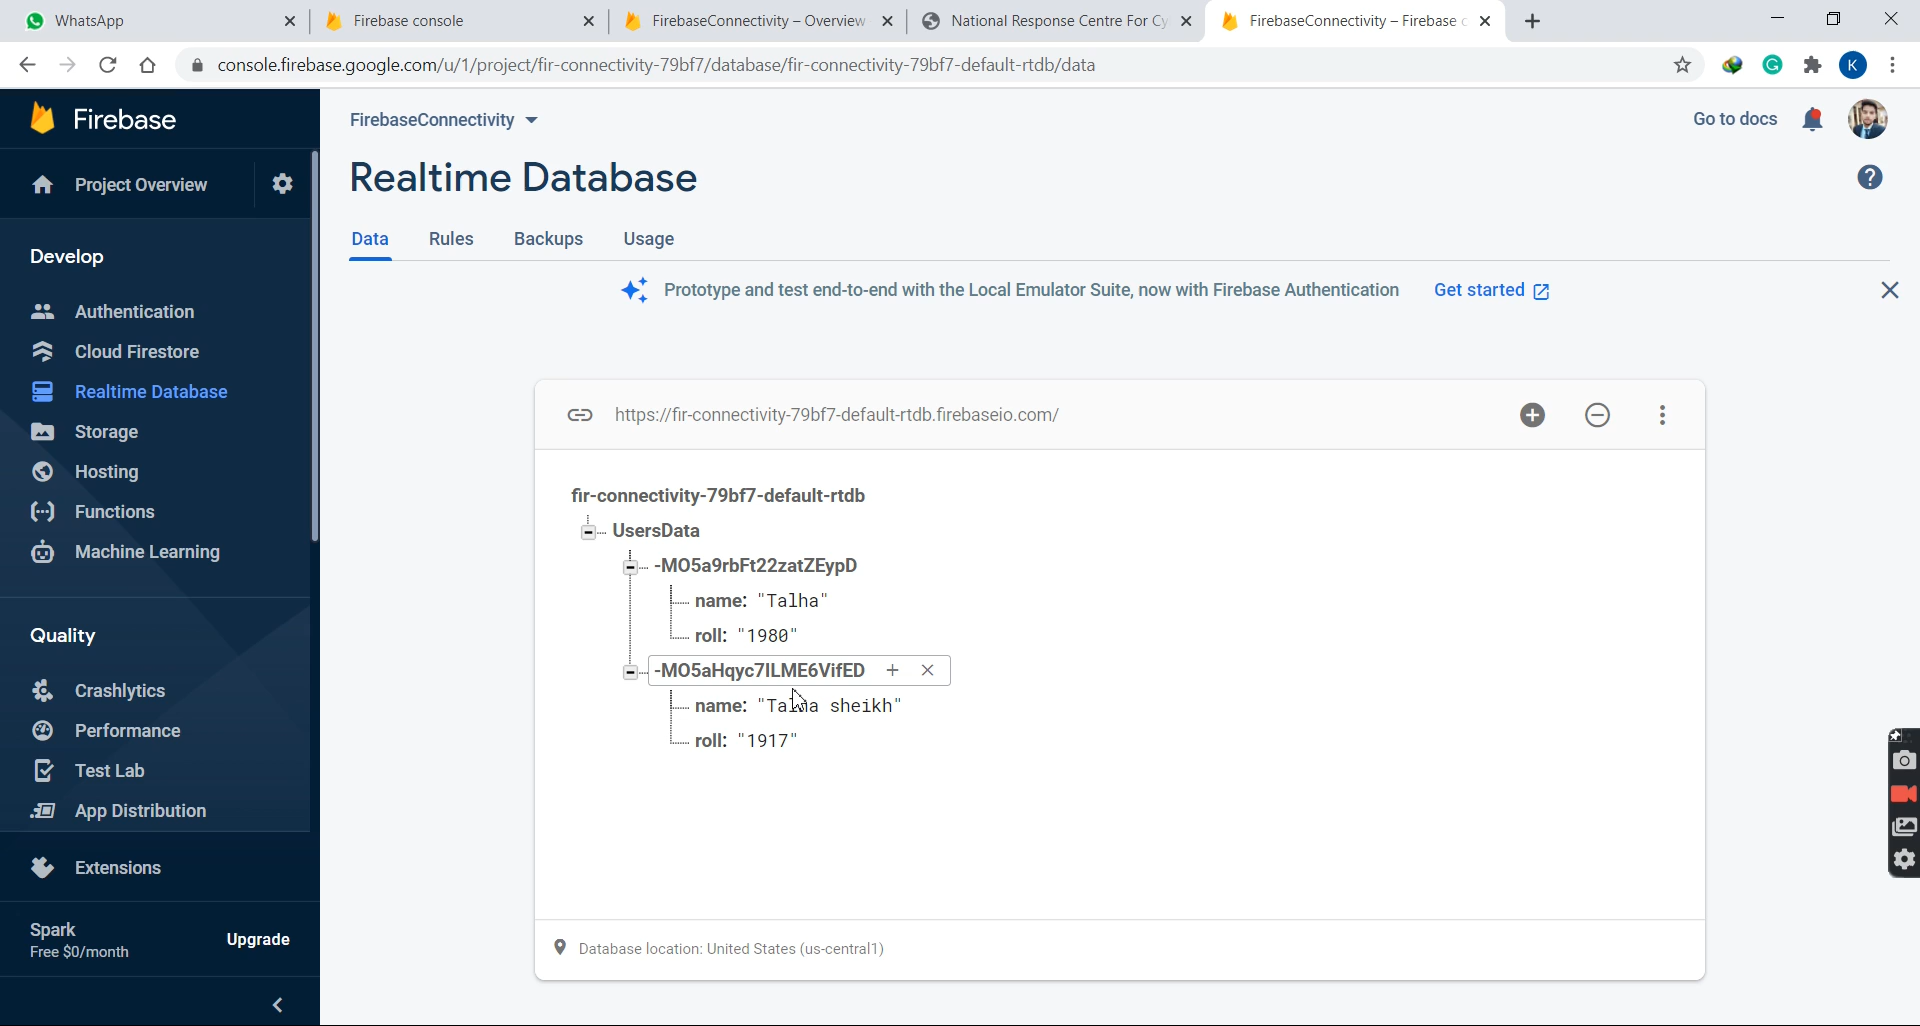 WhatsApp
Firebase console
FirebaseConnectivity – Overview
National Response Centre For Cy
FirebaseConnectivity – Firebase c
console.firebase.google.com/u/1/project/fir-connectivity-79bf7/database/fir-connectivity-79bf7-default-rtdb/data
K
Firebase
FirebaseConnectivity
Go to docs
Project Overview
Realtime Database
Data
Rules
Backups
Usage
Prototype and test end-to-end with the Local Emulator Suite, now with Firebase Authentication
Get started
Develop
Authentication
Cloud Firestore
Realtime Database
Storage
Hosting
Functions
Machine Learning
Quality
Crashlytics
Performance
Test Lab
App Distribution
Extensions
Spark
Free $0/month
Upgrade
https://fir-connectivity-79bf7-default-rtdb.firebaseio.com/
fir-connectivity-79bf7-default-rtdb
UsersData
-MO5a9rbFt22zatZEypD
name: "Talha"
roll: "1980"
-MO5aHqyc7ILME6VifED
name: "Talha sheikh"
roll: "1917"
Database location: United States (us-central1)